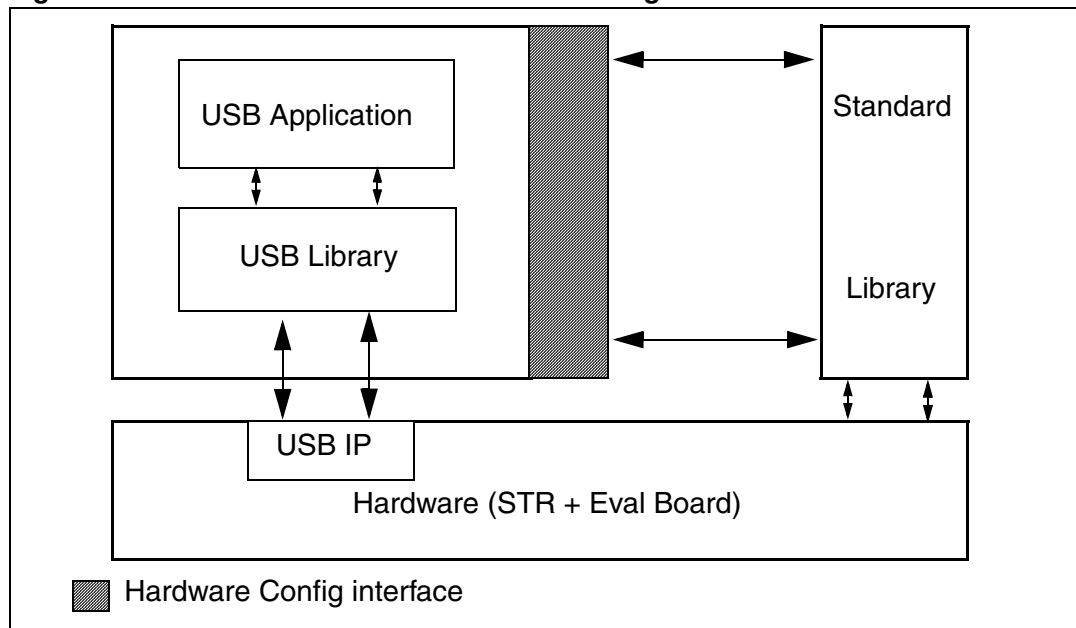 USB Application
Standard
USB Library
Library
USB IP
Hardware (STR + Eval Board)
Hardware Config interface